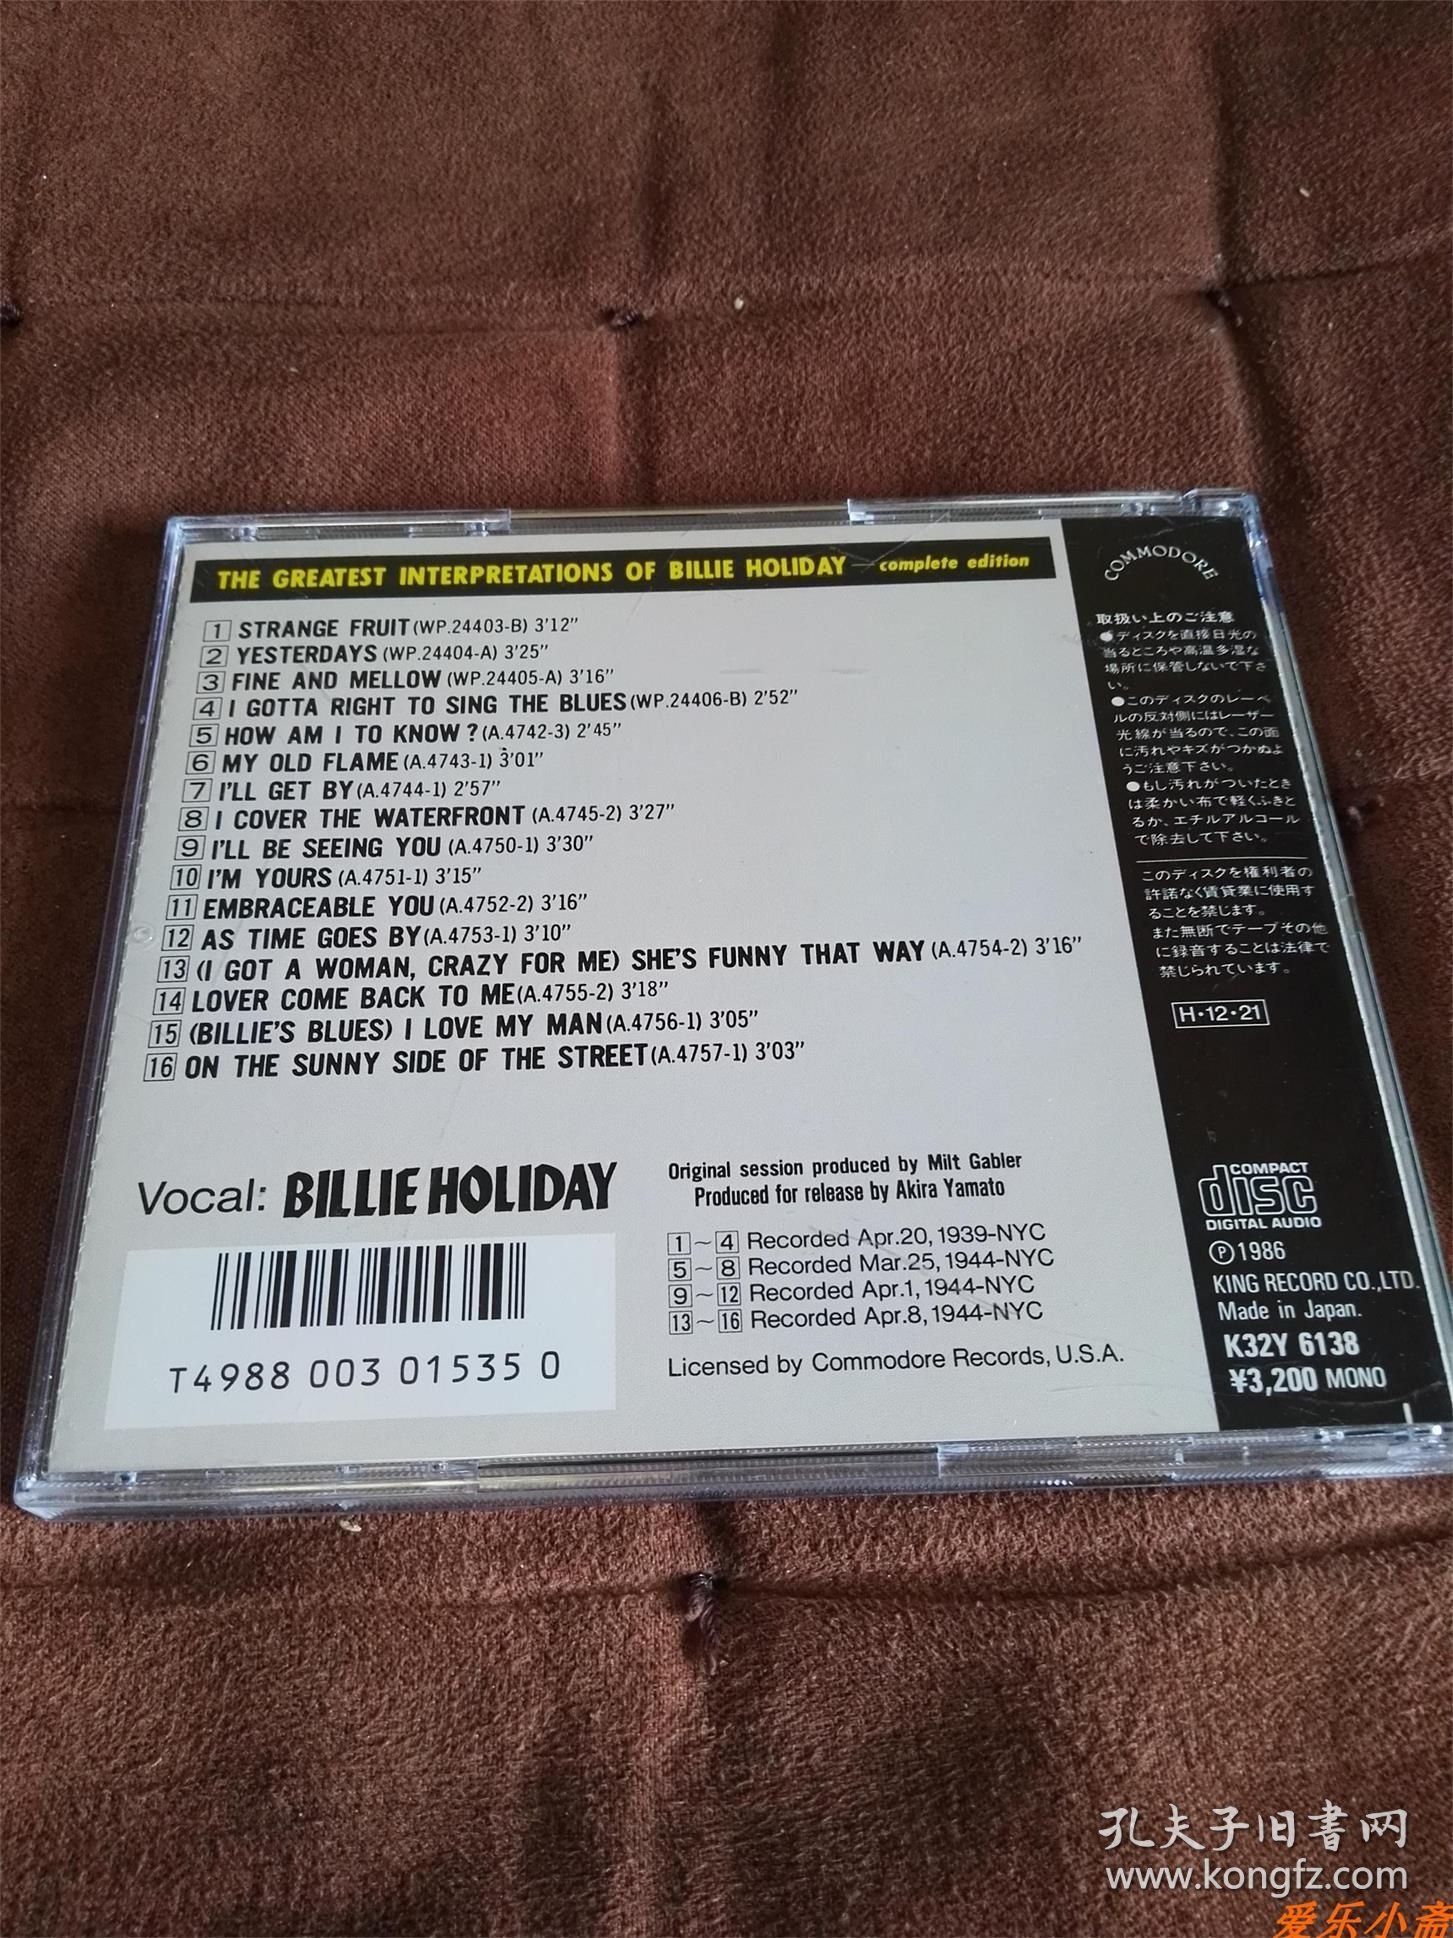 THE GREATEST INTERPRETATIONS OF BILLIE HOLIDAY — complete edition
1 STRANGE FRUIT (WP.24403-B) 3'12"
2 YESTERDAYS (WP.24404-A) 3'25"
3 FINE AND MELLOW (WP.24405-A) 3'16"
4 I GOTTA RIGHT TO SING THE BLUES (WP.24406-B) 2'52"
5 HOW AM I TO KNOW? (A.4742-3) 2'45"
6 MY OLD FLAME (A.4743-1) 3'01"
7 I'LL GET BY (A.4744-1) 2'57"
8 I COVER THE WATERFRONT (A.4745-2) 3'27"
9 I'LL BE SEEING YOU (A.4750-1) 3'30"
10 I'M YOURS (A.4751-1) 3'15"
11 EMBRACEABLE YOU (A.4752-2) 3'16"
12 AS TIME GOES BY (A.4753-1) 3'10"
13 (I GOT A WOMAN, CRAZY FOR ME) SHE'S FUNNY THAT WAY (A.4754-2) 3'16"
14 LOVER COME BACK TO ME (A.4755-2) 3'18"
15 (BILLIE'S BLUES) I LOVE MY MAN (A.4756-1) 3'05"
16 ON THE SUNNY SIDE OF THE STREET (A.4757-1) 3'03"
Vocal: BILLIE HOLIDAY
T4988 003 01535 0
Original session produced by Milt Gabler
Produced for release by Akira Yamato
1~4 Recorded Apr.20, 1939-NYC
5~8 Recorded Mar.25, 1944-NYC
9~12 Recorded Apr.1, 1944-NYC
13~16 Recorded Apr.8, 1944-NYC
Licensed by Commodore Records, U.S.A.
COMMODORE
取扱い上のご注意
●ディスクを直接日光の
当るところや高温多湿な
場所に保管しないで下さ
い。
●このディスクのレーベ
ルの反対側にはレーザー
光線が当るので、この面
に汚れやキズがつかぬよ
うご注意下さい。
●もし汚れがついたとき
は柔かい布で軽くふきと
るか、エチルアルコール
で除去して下さい。
このディスクを権利者の
許諾なく賃貸業に使用す
ることを禁じます。
また無断でテープその他
に録音することは法律で
禁じられています。
H・12・21
COMPACT
disc
DIGITAL AUDIO
Ⓟ1986
KING RECORD CO.,LTD.
Made in Japan.
K32Y 6138
¥3,200 MONO
孔夫子旧书网
www.kongfz.com
爱乐小斋